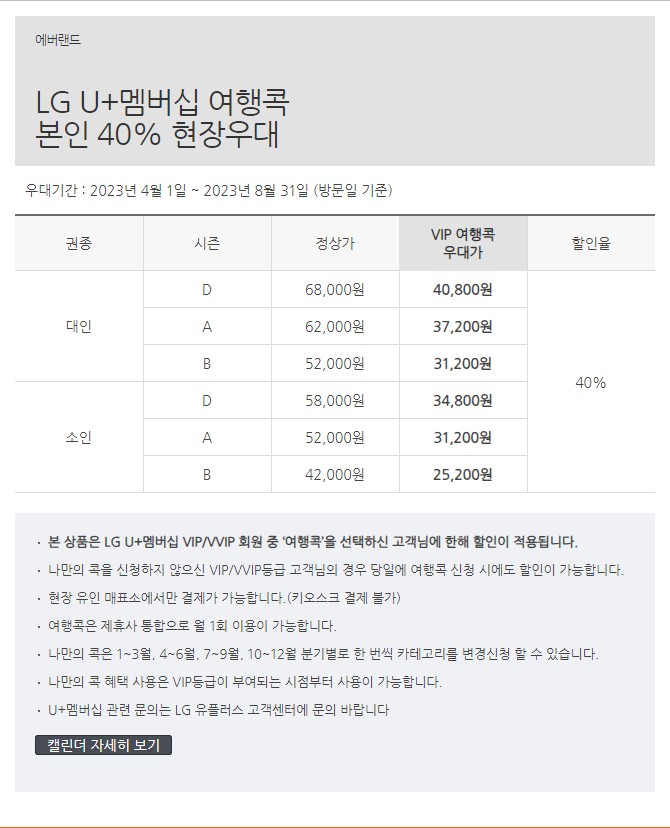 에버랜드
LG U+멤버십 여행콕
본인 40% 현장우대
우대기간 : 2023년 4월 1일 ~ 2023년 8월 31일 (방문일 기준)
권종 시즌 정상가 VIP 여행콕 우대가 할인율
대인 D 68,000원 40,800원 40%
A 62,000원 37,200원
B 52,000원 31,200원
소인 D 58,000원 34,800원
A 52,000원 31,200원
B 42,000원 25,200원
· 본 상품은 LG U+멤버십 VIP/VVIP 회원 중 ‘여행콕’을 선택하신 고객님에 한해 할인이 적용됩니다.
· 나만의 콕을 신청하지 않으신 VIP/VVIP등급 고객님의 경우 당일에 여행콕 신청 시에도 할인이 가능합니다.
· 현장 유인 매표소에서만 결제가 가능합니다.(키오스크 결제 불가)
· 여행콕은 제휴사 통합으로 월 1회 이용이 가능합니다.
· 나만의 콕은 1~3월, 4~6월, 7~9월, 10~12월 분기별로 한 번씩 카테고리를 변경신청 할 수 있습니다.
· 나만의 콕 혜택 사용은 VIP등급이 부여되는 시점부터 사용이 가능합니다.
· U+멤버십 관련 문의는 LG 유플러스 고객센터에 문의 바랍니다
캘린더 자세히 보기